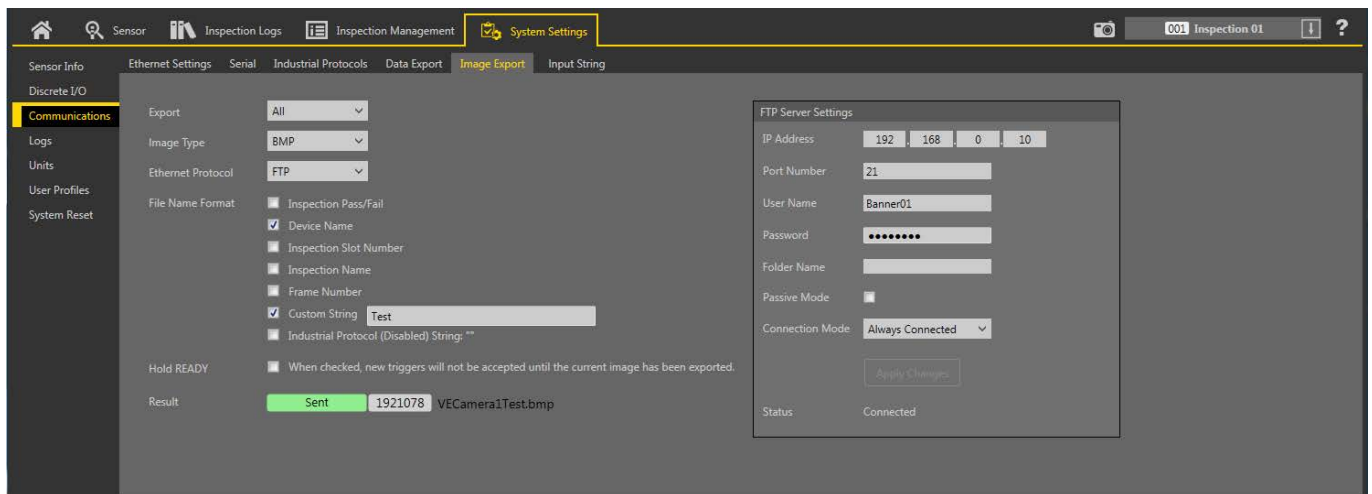 Sensor Inspection Logs Inspection Management System Settings 001 Inspection 01 ?
Sensor Info
Discrete I/O
Communications
Logs
Units
User Profiles
System Reset
Ethernet Settings Serial Industrial Protocols Data Export Image Export Input String
Export All
Image Type BMP
Ethernet Protocol FTP
File Name Format Inspection Pass/Fail
Device Name
Inspection Slot Number
Inspection Name
Frame Number
Custom String Test
Industrial Protocol (Disabled) String: ""
Hold READY When checked, new triggers will not be accepted until the current image has been exported.
Result Sent 1921078 VECamera1Test.bmp
FTP Server Settings
IP Address 192 . 168 . 0 . 10
Port Number 21
User Name Banner01
Password ••••••••
Folder Name
Passive Mode
Connection Mode Always Connected
Apply Changes
Status Connected